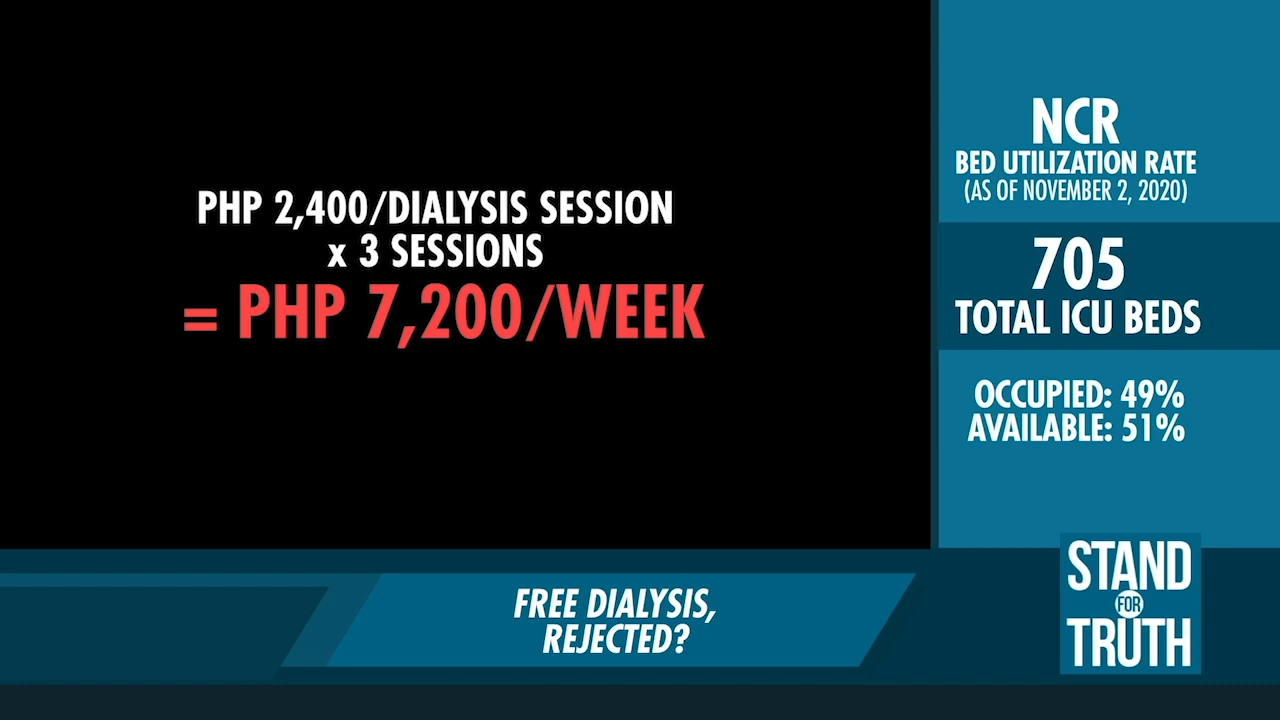 PHP 2,400/DIALYSIS SESSION
x 3 SESSIONS
= PHP 7,200/WEEK
NCR
BED UTILIZATION RATE
(AS OF NOVEMBER 2, 2020)
705
TOTAL ICU BEDS
OCCUPIED: 49%
AVAILABLE: 51%
FREE DIALYSIS,
REJECTED?
STAND
FOR
TRUTH